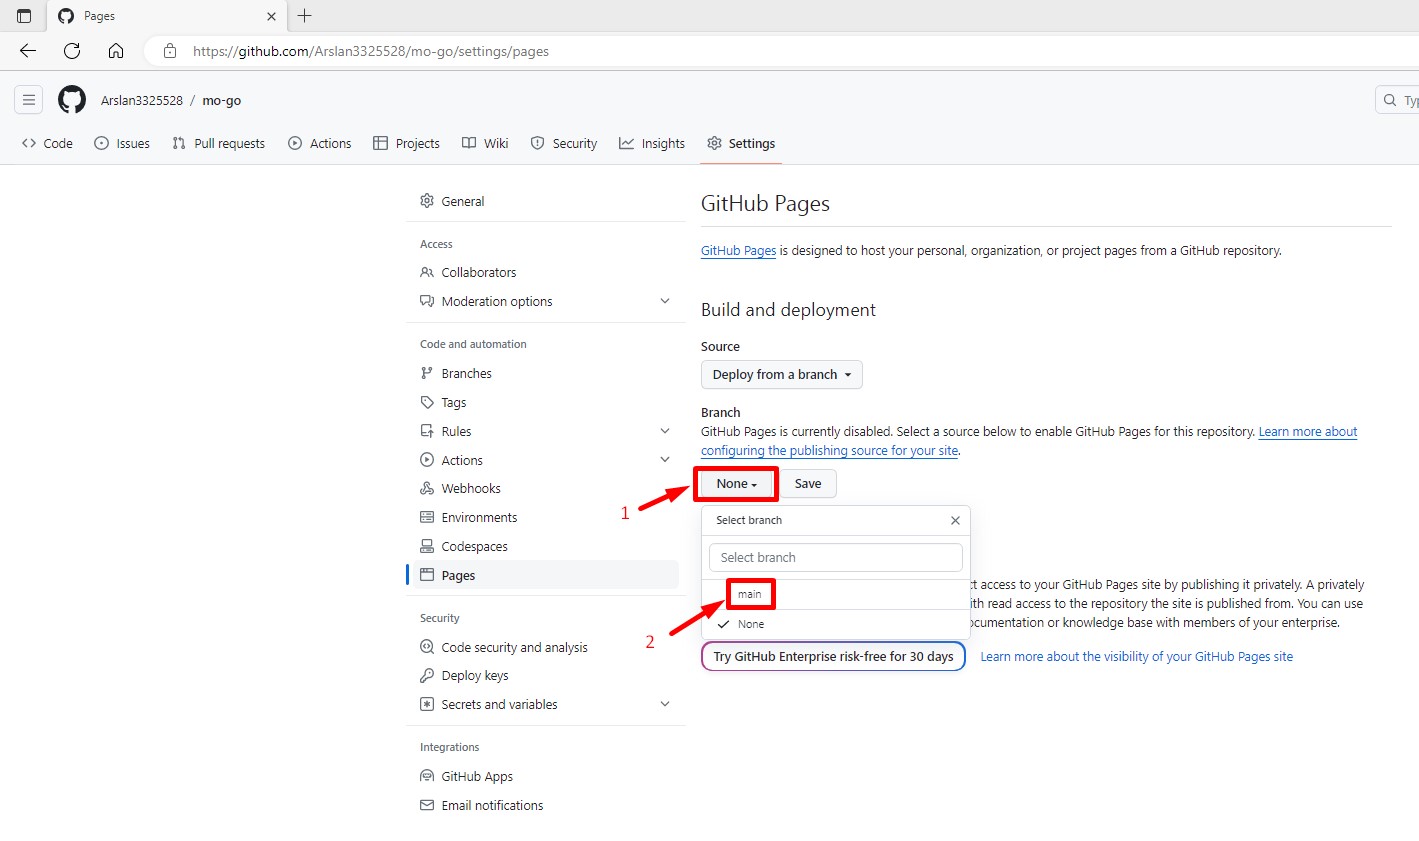 Pages
https://github.com/Arslan3325528/mo-go/settings/pages
Arslan3325528 / mo-go
Code Issues Pull requests Actions Projects Wiki Security Insights Settings
General
Access
Collaborators
Moderation options
Code and automation
Branches
Tags
Rules
Actions
Webhooks
Environments
Codespaces
Pages
Security
Code security and analysis
Deploy keys
Secrets and variables
Integrations
GitHub Apps
Email notifications
GitHub Pages
GitHub Pages is designed to host your personal, organization, or project pages from a GitHub repository.
Build and deployment
Source
Deploy from a branch
Branch
GitHub Pages is currently disabled. Select a source below to enable GitHub Pages for this repository. Learn more about
configuring the publishing source for your site.
1 None Save
Select branch
Select branch
2 main
None
access to your GitHub Pages site by publishing it privately. A privately
read access to the repository the site is published from. You can use
or knowledge base with members of your enterprise.
Try GitHub Enterprise risk-free for 30 days Learn more about the visibility of your GitHub Pages site